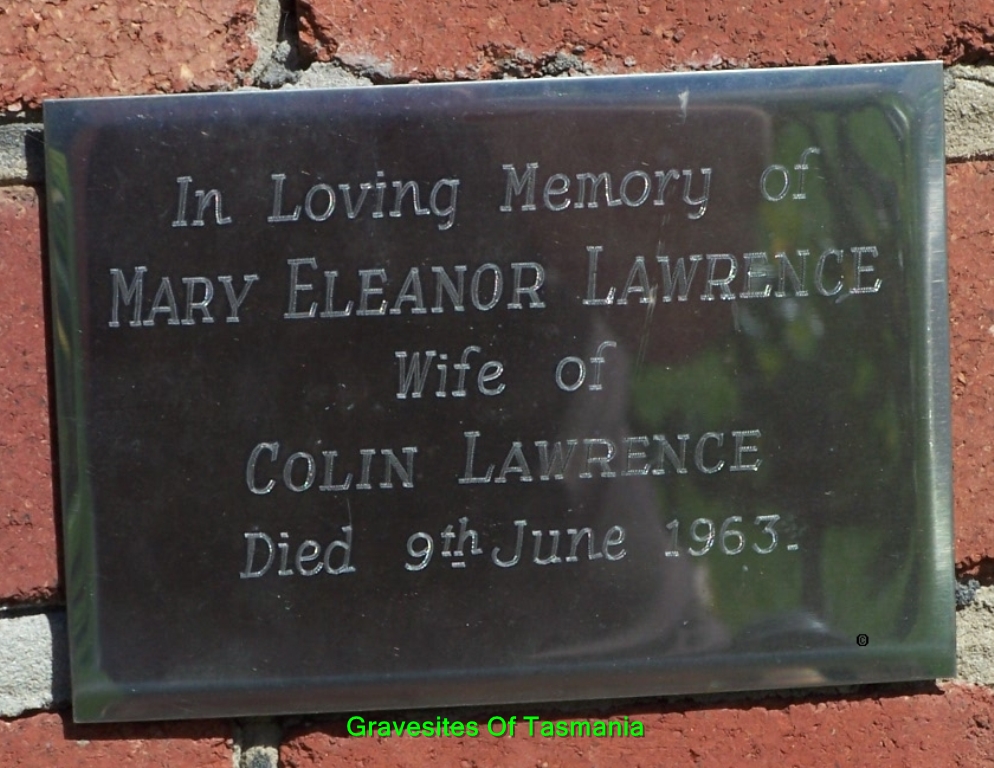 In Loving Memory of
MARY ELEANOR LAWRENCE
Wife of
COLIN LAWRENCE
Died 9th June 1963.
©
Gravesites Of Tasmania